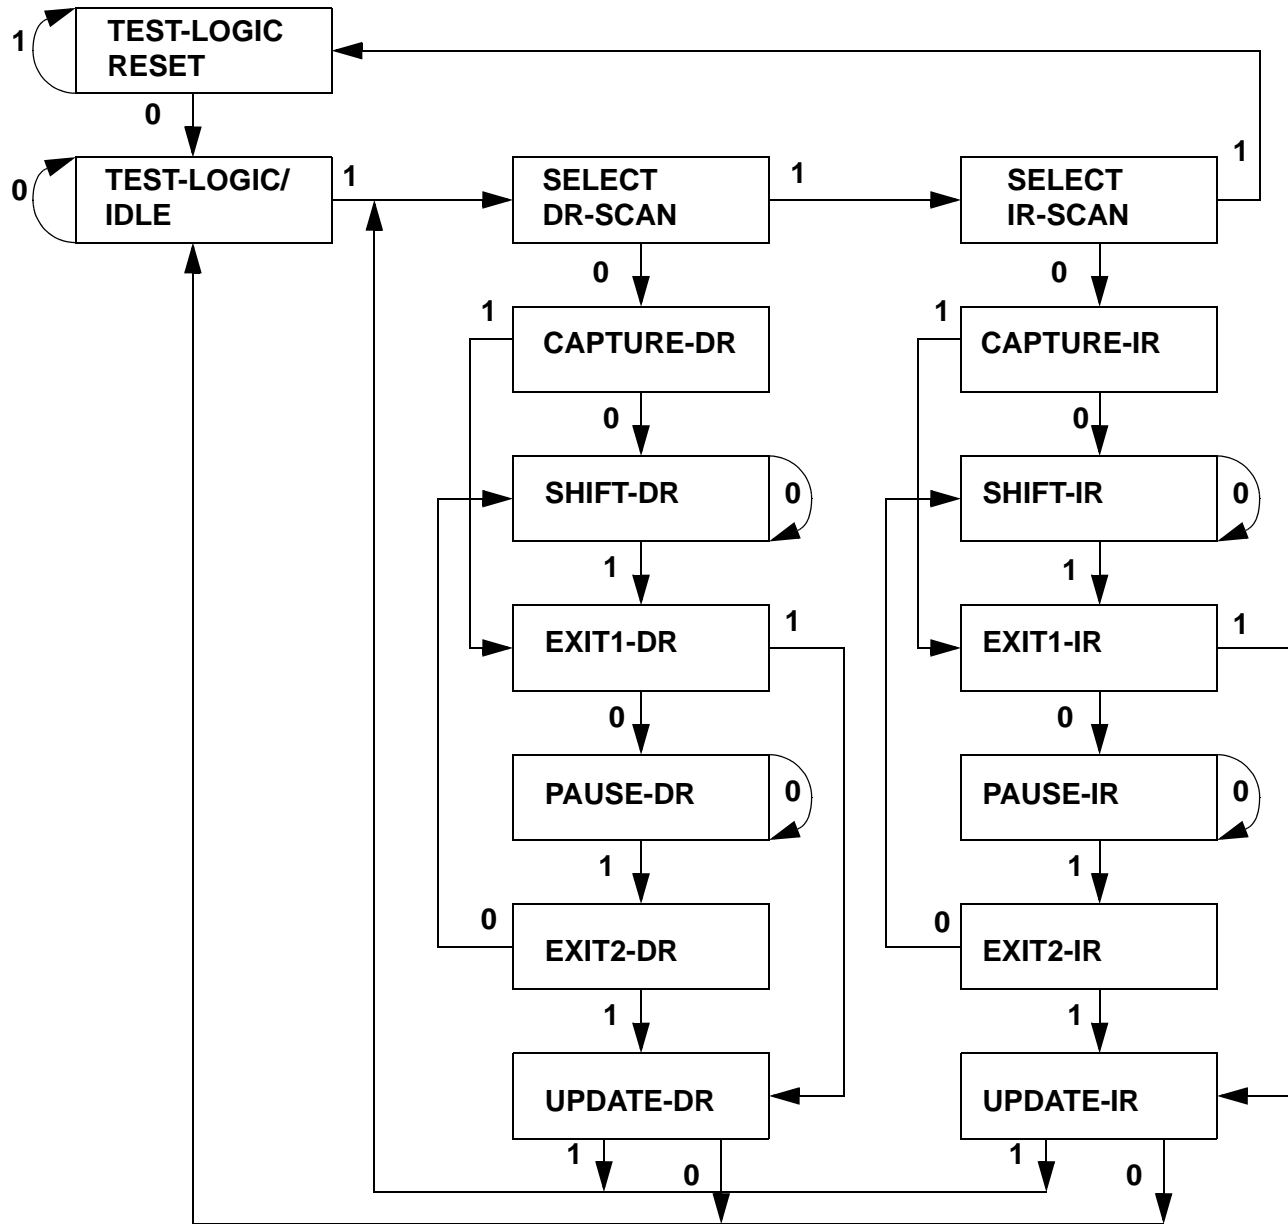 1
TEST-LOGIC
RESET
0
0
TEST-LOGIC/
IDLE
1
SELECT
DR-SCAN
1
SELECT
IR-SCAN
1
0
0
1
CAPTURE-DR
1
CAPTURE-IR
0
0
SHIFT-DR
0
SHIFT-IR
0
1
1
EXIT1-DR
1
EXIT1-IR
1
0
0
PAUSE-DR
0
PAUSE-IR
0
1
1
0
EXIT2-DR
0
EXIT2-IR
1
1
UPDATE-DR
UPDATE-IR
1
0
1
0